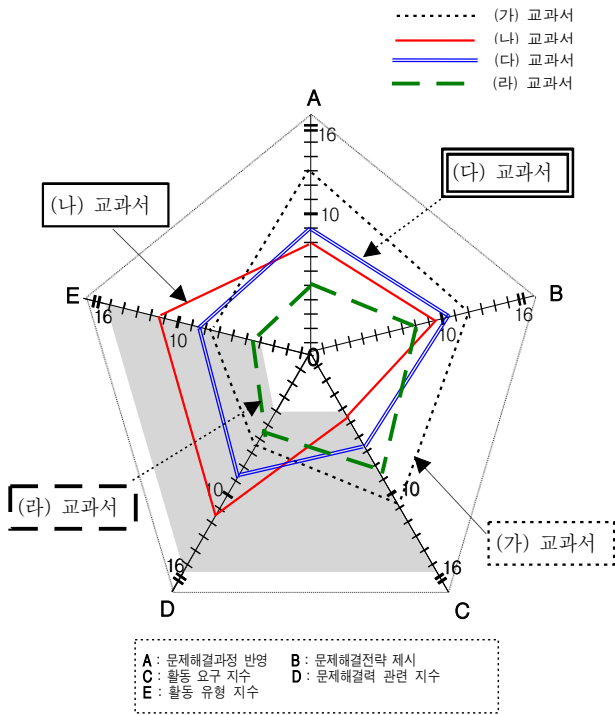 (가) 교과서
(나) 교과서
(다) 교과서
(라) 교과서
A
16
(다) 교과서
(나) 교과서
10
E
B
16
10
10
16
0
(라) 교과서
10
10
(가) 교과서
16
16
D
C
A : 문제해결과정 반영 B : 문제해결전략 제시
C : 활동 요구 지수 D : 문제해결력 관련 지수
E : 활동 유형 지수